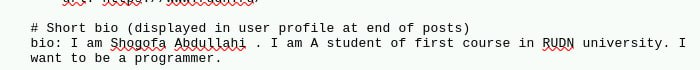 # Short bio (displayed in user profile at end of posts)
bio: I am Shogofa Abdullahi . I am A student of first course in RUDN university. I
want to be a programmer.